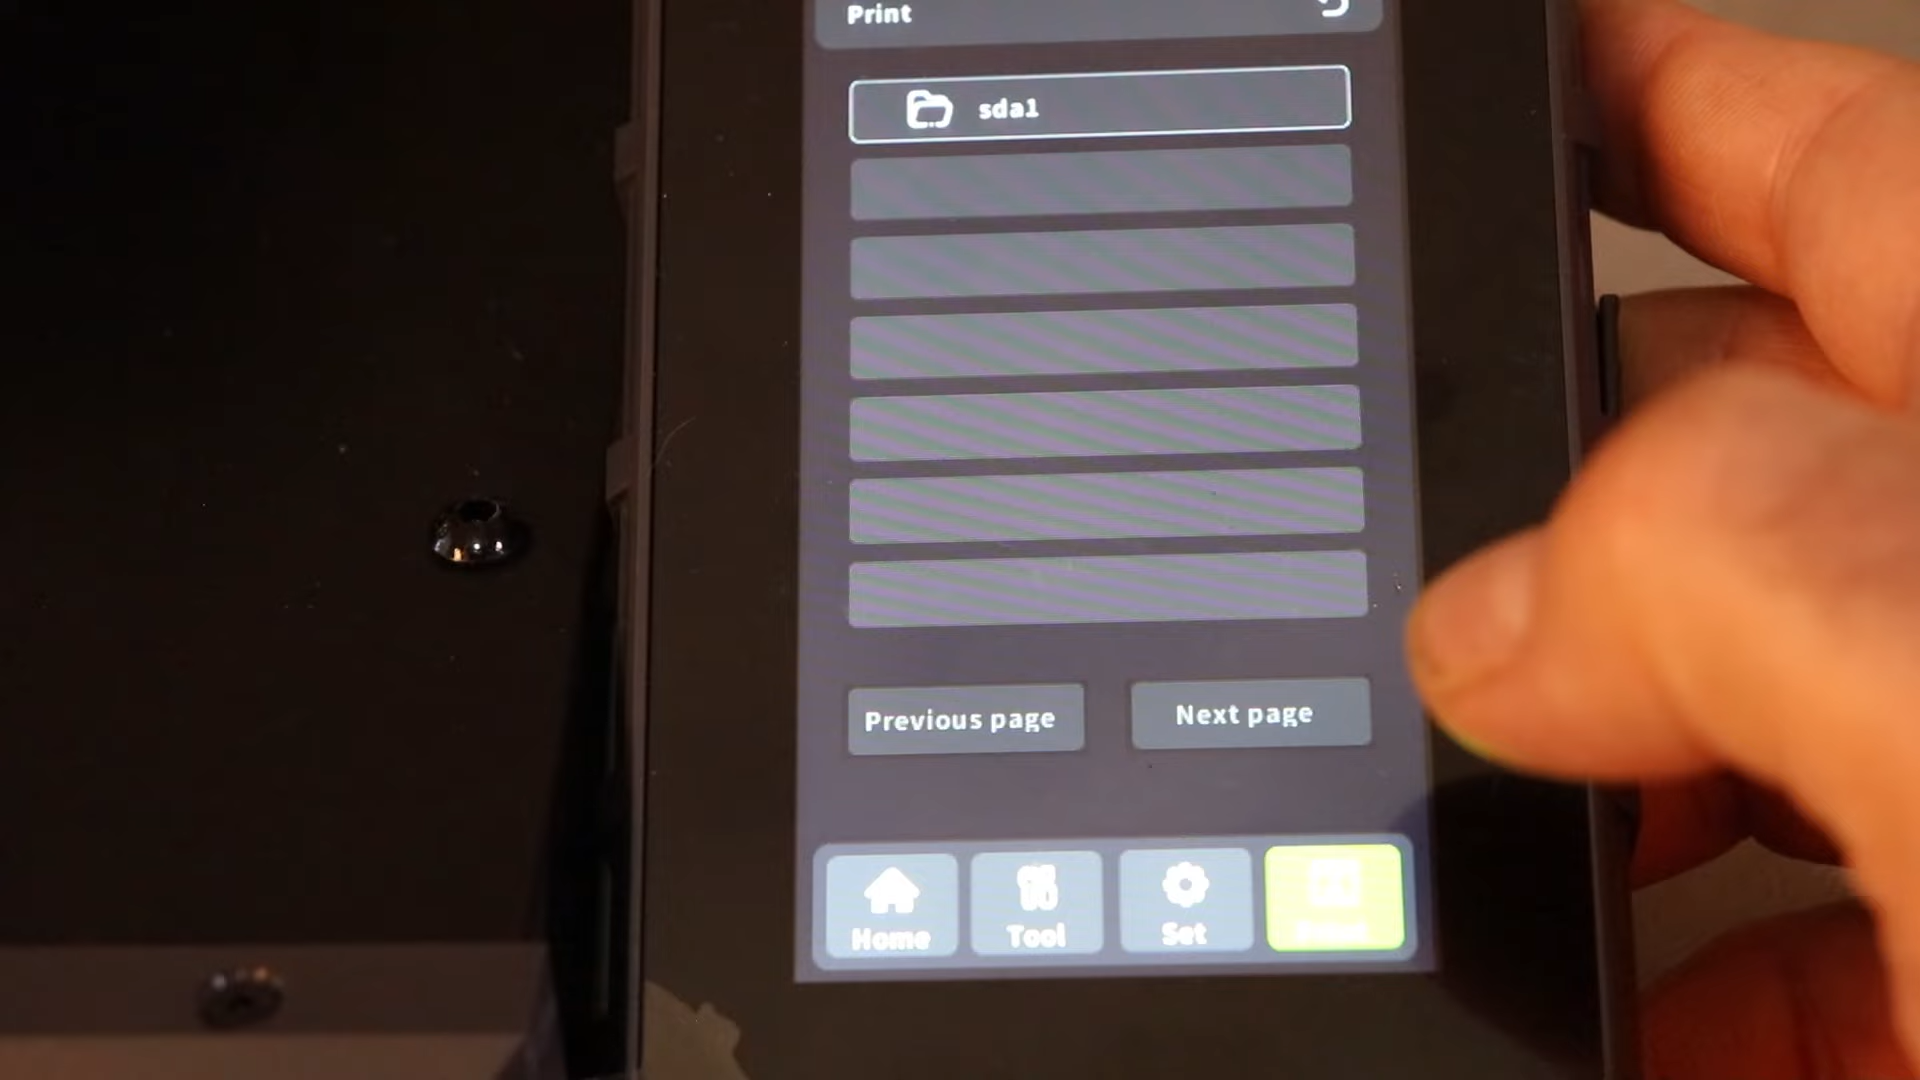 Print
sda1
Previous page
Next page
Home
Tool
Set